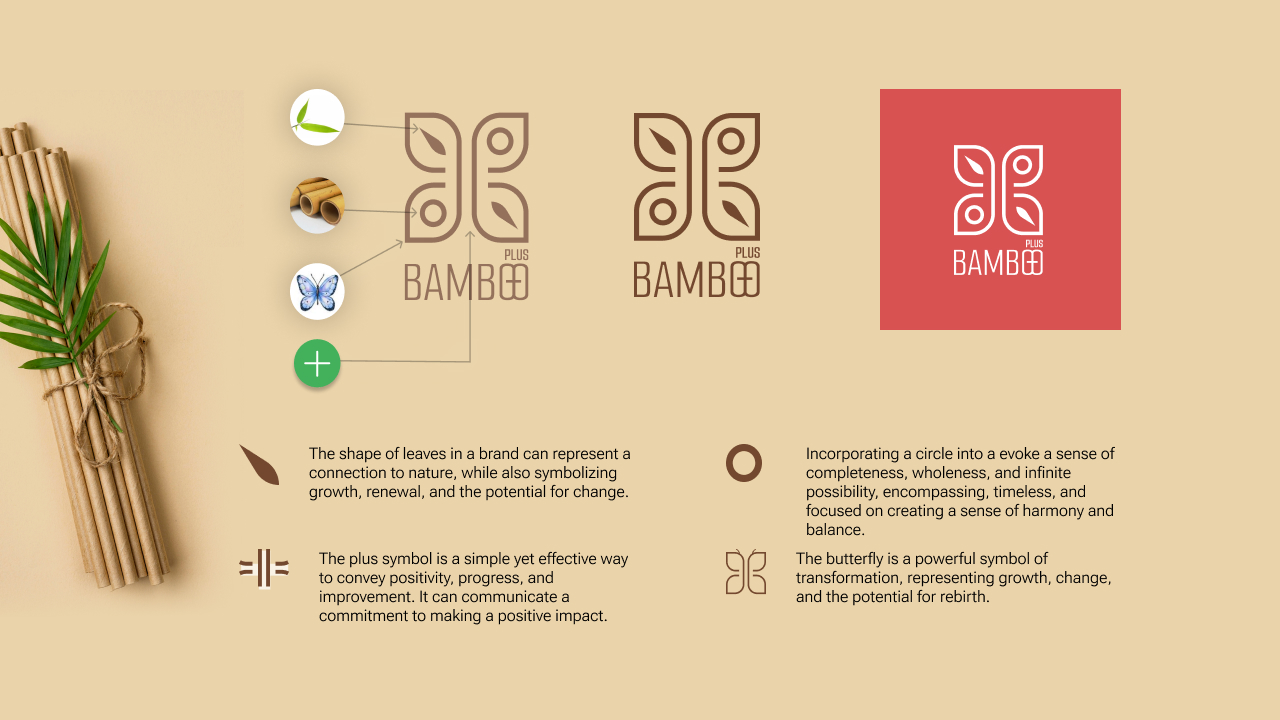 PLUS
BAMBOO
PLUS
BAMBOO
PLUS
BAMBOO
The shape of leaves in a brand can represent a
connection to nature, while also symbolizing
growth, renewal, and the potential for change.
Incorporating a circle into a evoke a sense of
completeness, wholeness, and infinite
possibility, encompassing, timeless, and
focused on creating a sense of harmony and
balance.
The plus symbol is a simple yet effective way
to convey positivity, progress, and
improvement. It can communicate a
commitment to making a positive impact.
The butterfly is a powerful symbol of
transformation, representing growth, change,
and the potential for rebirth.